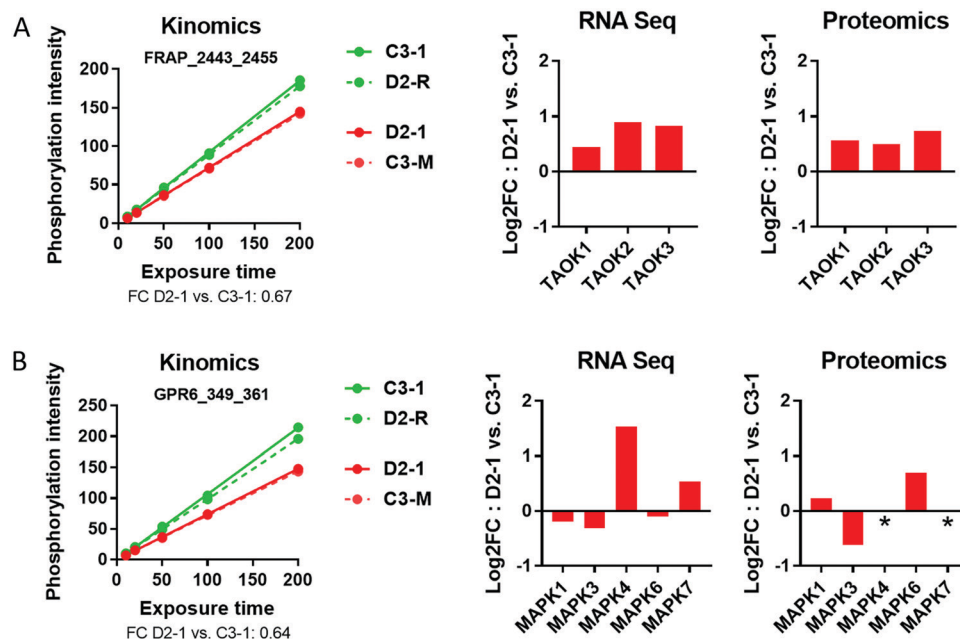 A
Kinomics
FRAP_2443_2455
Phosphorylation intensity
200
150
100
50
0
0 50 100 150 200
Exposure time
FC D2-1 vs. C3-1: 0.67
C3-1
D2-R
D2-1
C3-M
RNA Seq
Log2FC : D2-1 vs. C3-1
2
1
0
-1
TAOK1
TAOK2
TAOK3
Proteomics
Log2FC : D2-1 vs. C3-1
2
1
0
-1
TAOK1
TAOK2
TAOK3
B
Kinomics
GPR6_349_361
Phosphorylation intensity
250
200
150
100
50
0
0 50 100 150 200
Exposure time
FC D2-1 vs. C3-1: 0.64
C3-1
D2-R
D2-1
C3-M
RNA Seq
Log2FC : D2-1 vs. C3-1
2
1
0
-1
MAPK1
MAPK3
MAPK4
MAPK6
MAPK7
Proteomics
Log2FC : D2-1 vs. C3-1
2
1
0
-1
* *
MAPK1
MAPK3
MAPK4
MAPK6
MAPK7